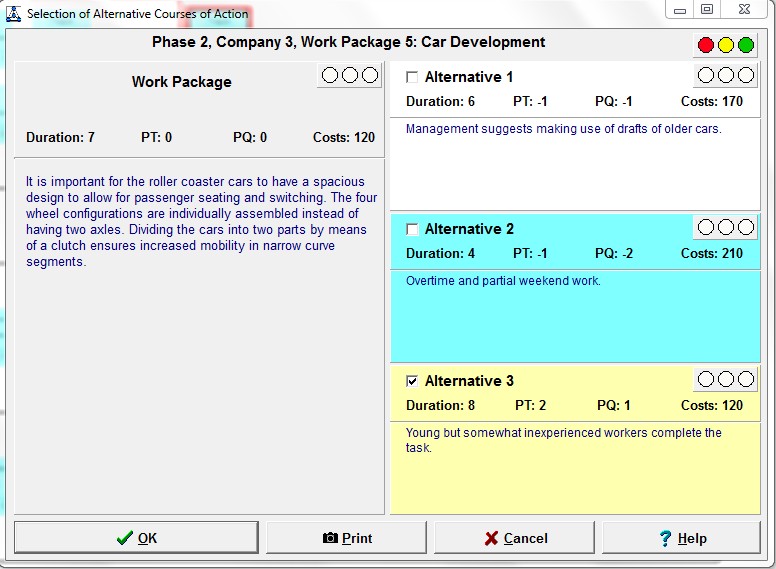 Selection of Alternative Courses of Action
Phase 2, Company 3, Work Package 5: Car Development
Work Package
Duration: 7 PT: 0 PQ: 0 Costs: 120
It is important for the roller coaster cars to have a spacious
design to allow for passenger seating and switching. The four
wheel configurations are individually assembled instead of
having two axles. Dividing the cars into two parts by means
of a clutch ensures increased mobility in narrow curve
segments.
Alternative 1
Duration: 6 PT: -1 PQ: -1 Costs: 170
Management suggests making use of drafts of older cars.
Alternative 2
Duration: 4 PT: -1 PQ: -2 Costs: 210
Overtime and partial weekend work.
Alternative 3
Duration: 8 PT: 2 PQ: 1 Costs: 120
Young but somewhat inexperienced workers complete the
task.
OK Print Cancel Help